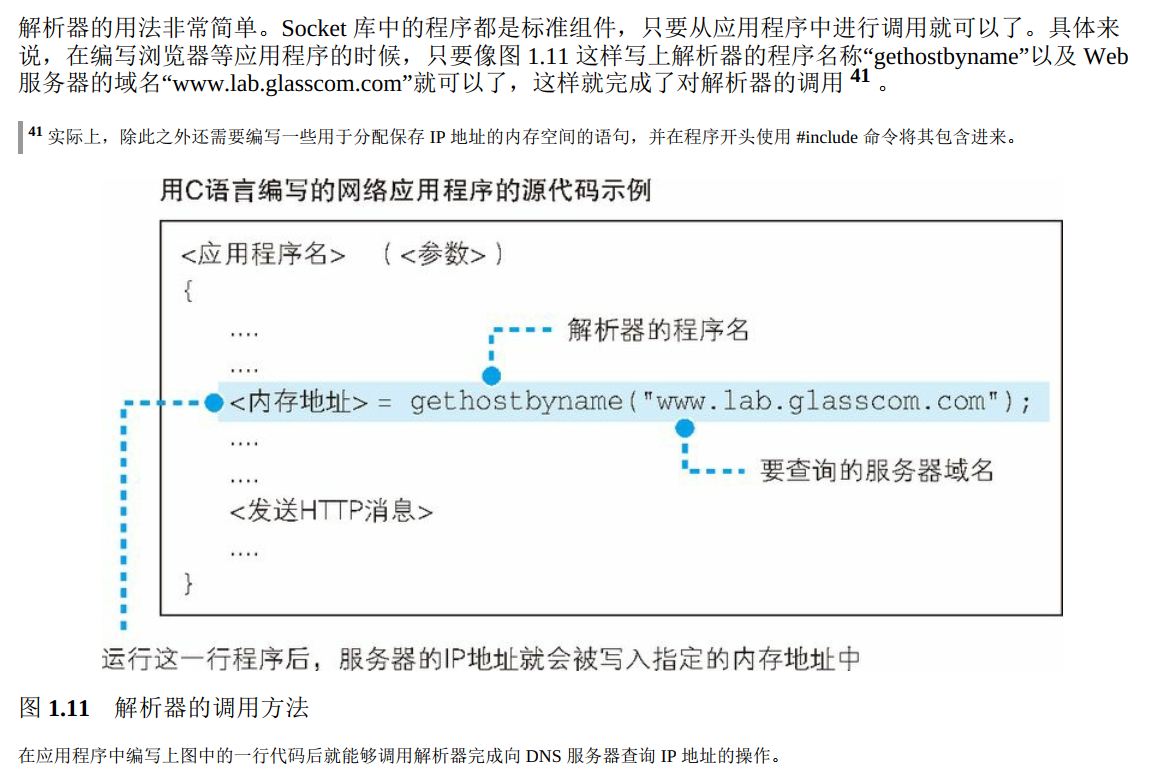 解析器的用法非常简单。Socket 库中的程序都是标准组件，只要从应用程序中进行调用就可以了。具体来
说，在编写浏览器等应用程序的时候，只要像图 1.11 这样写上解析器的程序名称“gethostbyname”以及 Web
服务器的域名“www.lab.glasscom.com”就可以了，这样就完成了对解析器的调用 41 。
41 实际上，除此之外还需要编写一些用于分配保存 IP 地址的内存空间的语句，并在程序开头使用 #include 命令将其包含进来。
用C语言编写的网络应用程序的源代码示例
<应用程序名> （<参数>）
{
....
解析器的程序名
....
<内存地址> = gethostbyname("www.lab.glasscom.com");
....
要查询的服务器域名
....
<发送HTTP消息>
....
}
运行这一行程序后，服务器的IP地址就会被写入指定的内存地址中
图 1.11 解析器的调用方法
在应用程序中编写上图中的一行代码后就能够调用解析器完成向 DNS 服务器查询 IP 地址的操作。